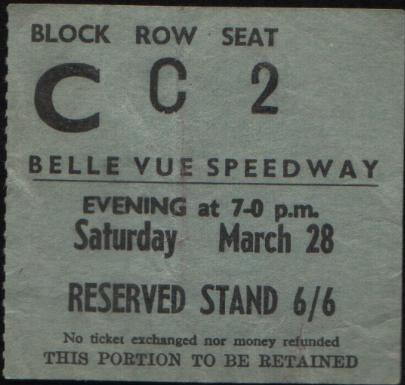 BLOCK ROW SEAT
C C 2
BELLE VUE SPEEDWAY
EVENING at 7-0 p.m.
Saturday March 28
RESERVED STAND 6/6
No ticket exchanged nor money refunded
THIS PORTION TO BE RETAINED